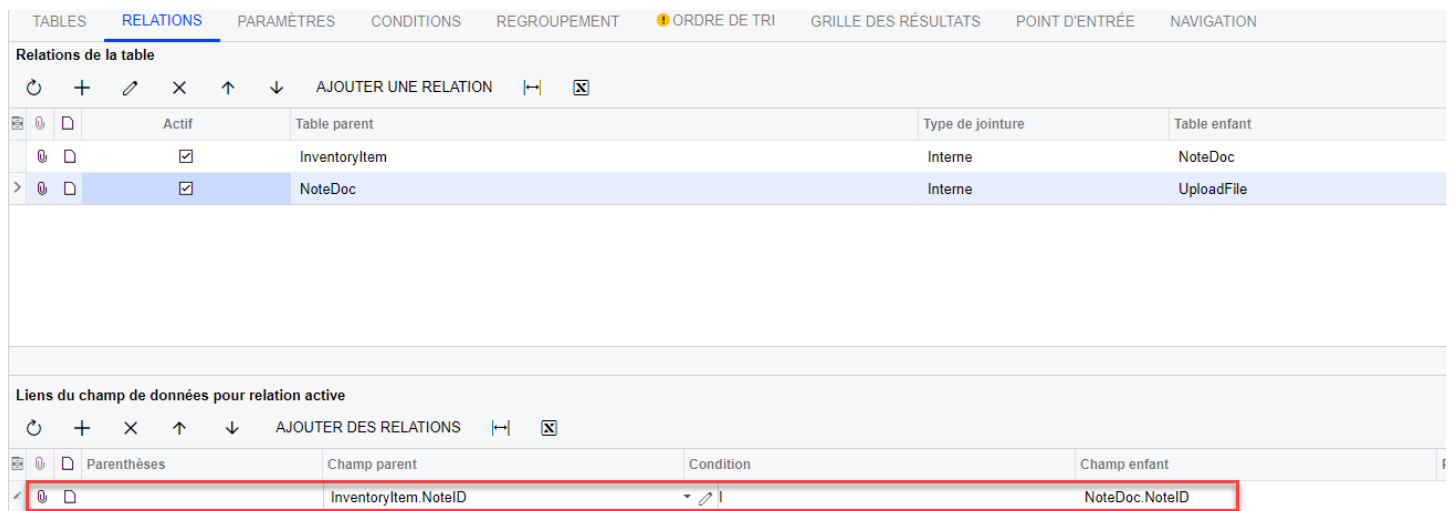 TABLES RELATIONS PARAMÈTRES CONDITIONS REGROUPEMENT ORDRE DE TRI GRILLE DES RÉSULTATS POINT D'ENTRÉE NAVIGATION
Relations de la table
AJOUTER UNE RELATION
Actif Table parent Type de jointure Table enfant
InventoryItem Interne NoteDoc
NoteDoc Interne UploadFile
Liens du champ de données pour relation active
AJOUTER DES RELATIONS
Parenthèses Champ parent Condition Champ enfant
InventoryItem.NoteID NoteDoc.NoteID